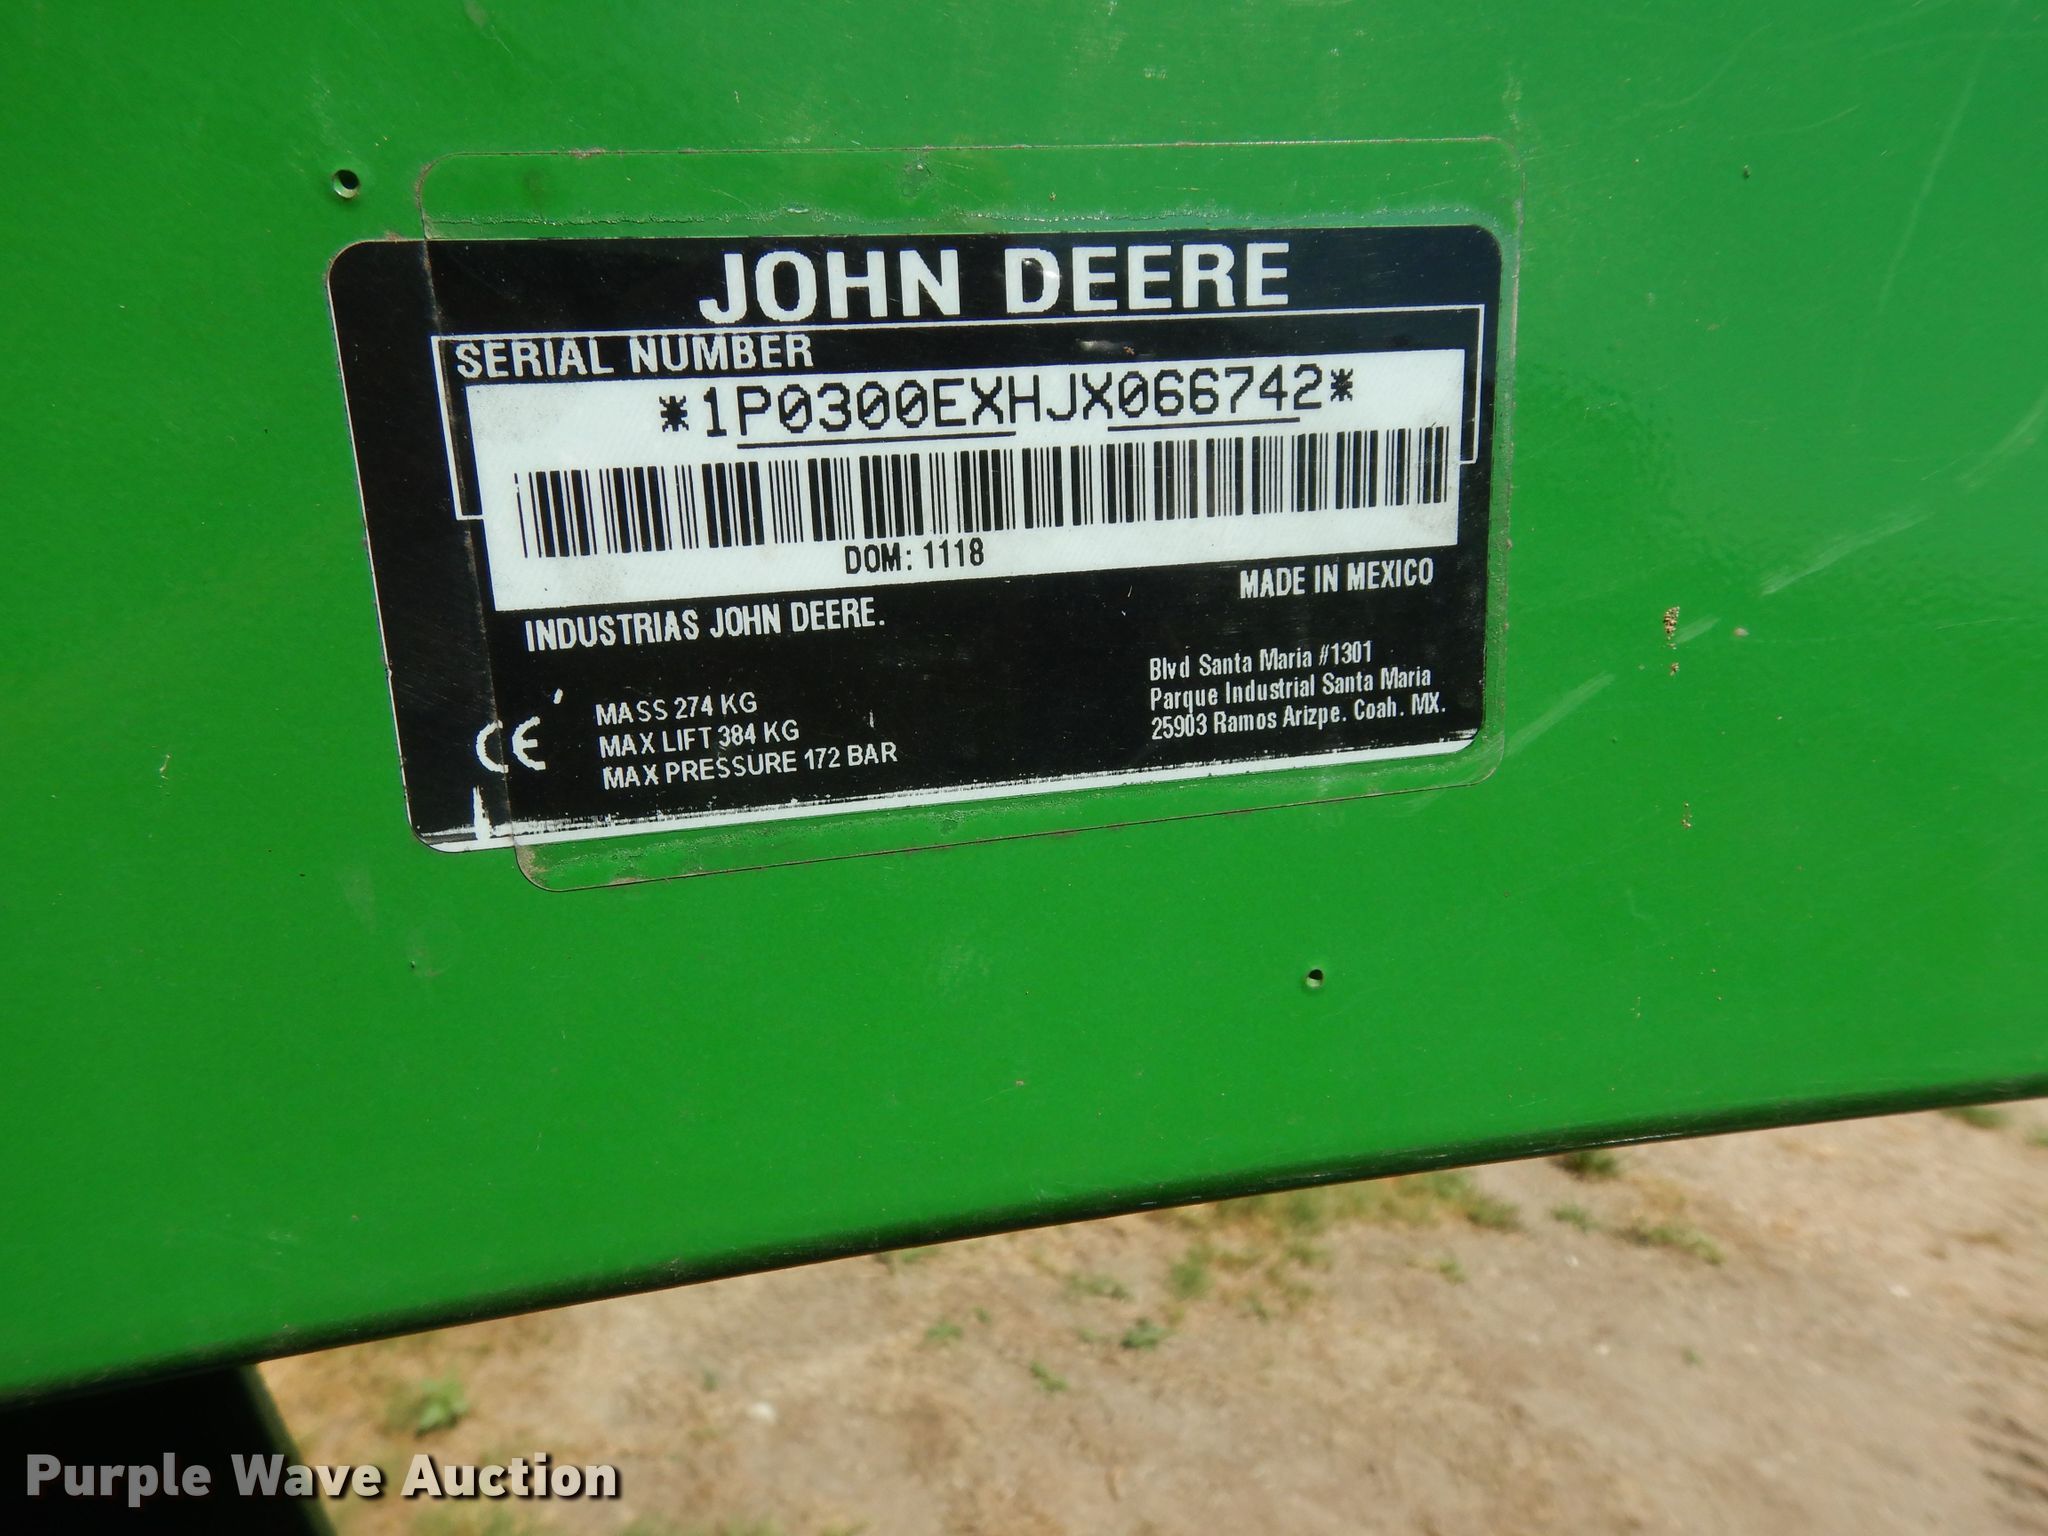 JOHN DEERE
SERIAL NUMBER
*1P0300EXHJX066742*
DOM: 1118
MADE IN MEXICO
INDUSTRIAS JOHN DEERE.
Blvd Santa Maria #1301
Parque Industrial Santa Maria
25903 Ramos Arizpe. Coah. MX.
CE
MASS 274 KG
MAX LIFT 384 KG
MAX PRESSURE 172 BAR
Purple Wave Auction